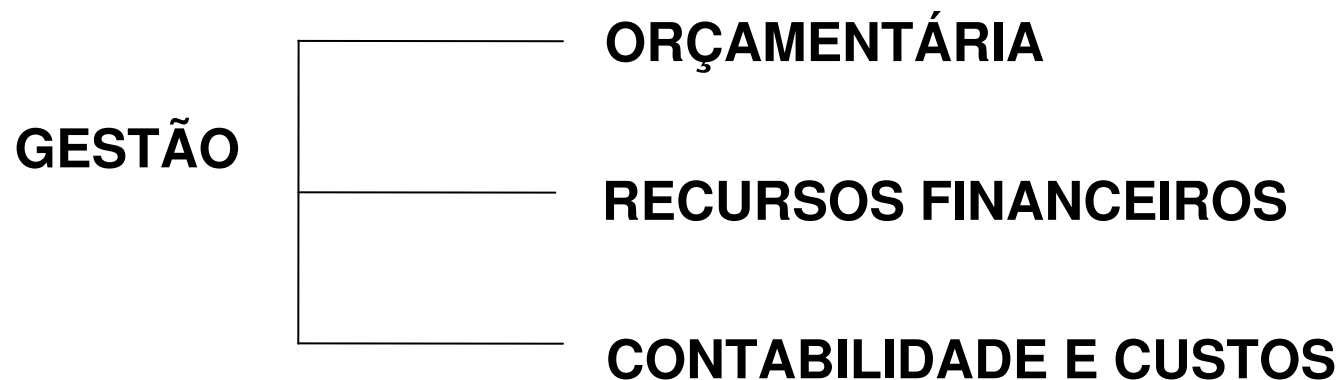 ORÇAMENTÁRIA
GESTÃO
RECURSOS FINANCEIROS
CONTABILIDADE E CUSTOS